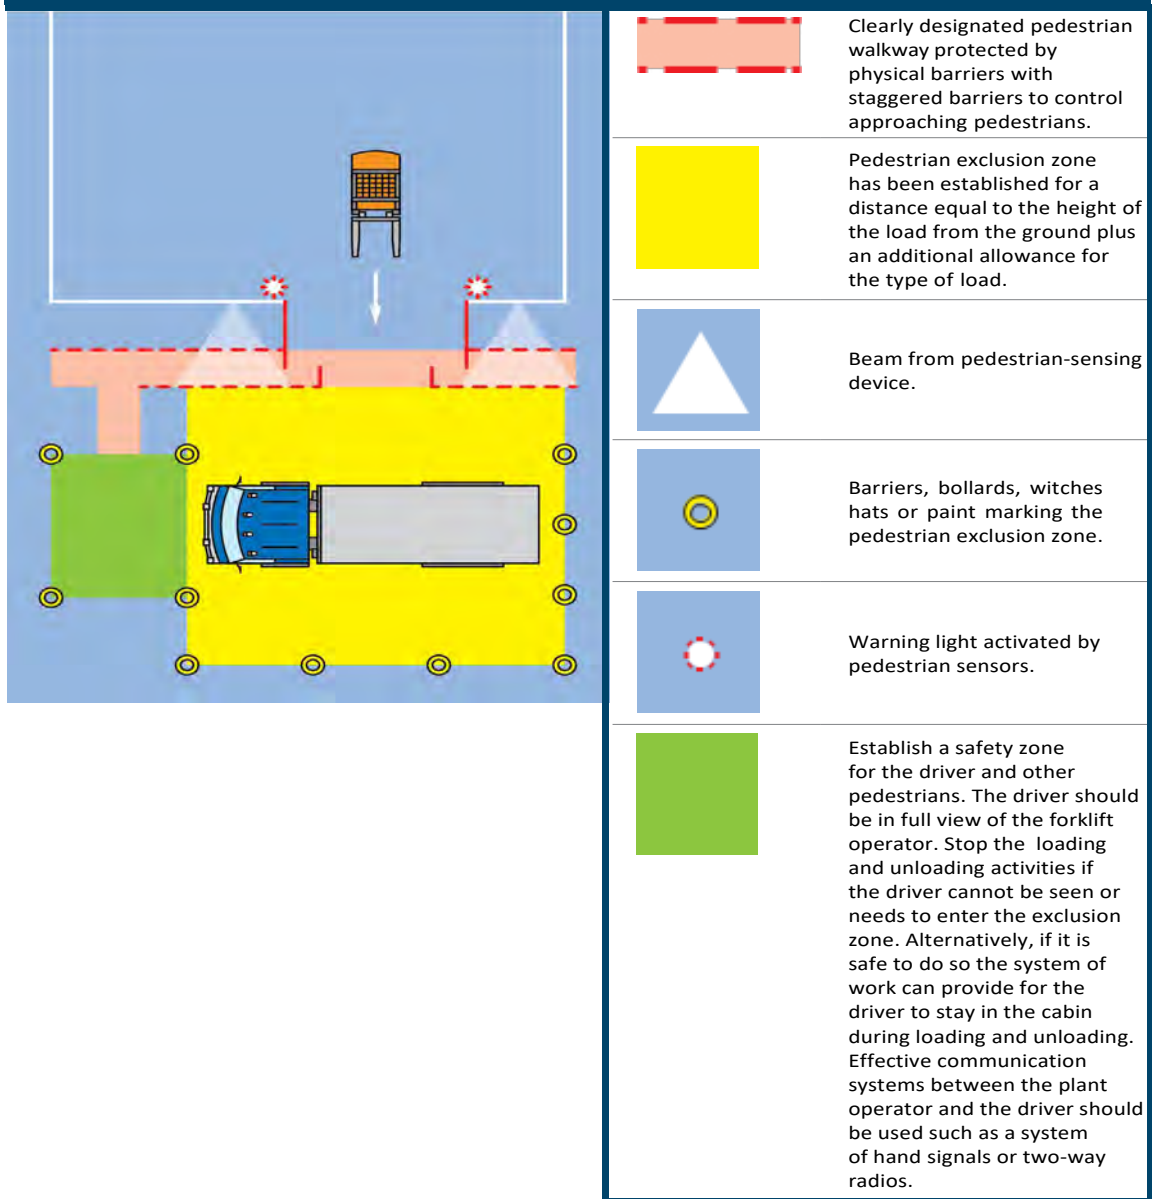 Clearly designated pedestrian
walkway protected by
physical barriers with
staggered barriers to control
approaching pedestrians.
Pedestrian exclusion zone
has been established for a
distance equal to the height of
the load from the ground plus
an additional allowance for
the type of load.
Beam from pedestrian-sensing
device.
Barriers, bollards, witches
hats or paint marking the
pedestrian exclusion zone.
Warning light activated by
pedestrian sensors.
Establish a safety zone
for the driver and other
pedestrians. The driver should
be in full view of the forklift
operator. Stop the loading
and unloading activities if
the driver cannot be seen or
needs to enter the exclusion
zone. Alternatively, if it is
safe to do so the system of
work can provide for the
driver to stay in the cabin
during loading and unloading.
Effective communication
systems between the plant
operator and the driver should
be used such as a system
of hand signals or two-way
radios.